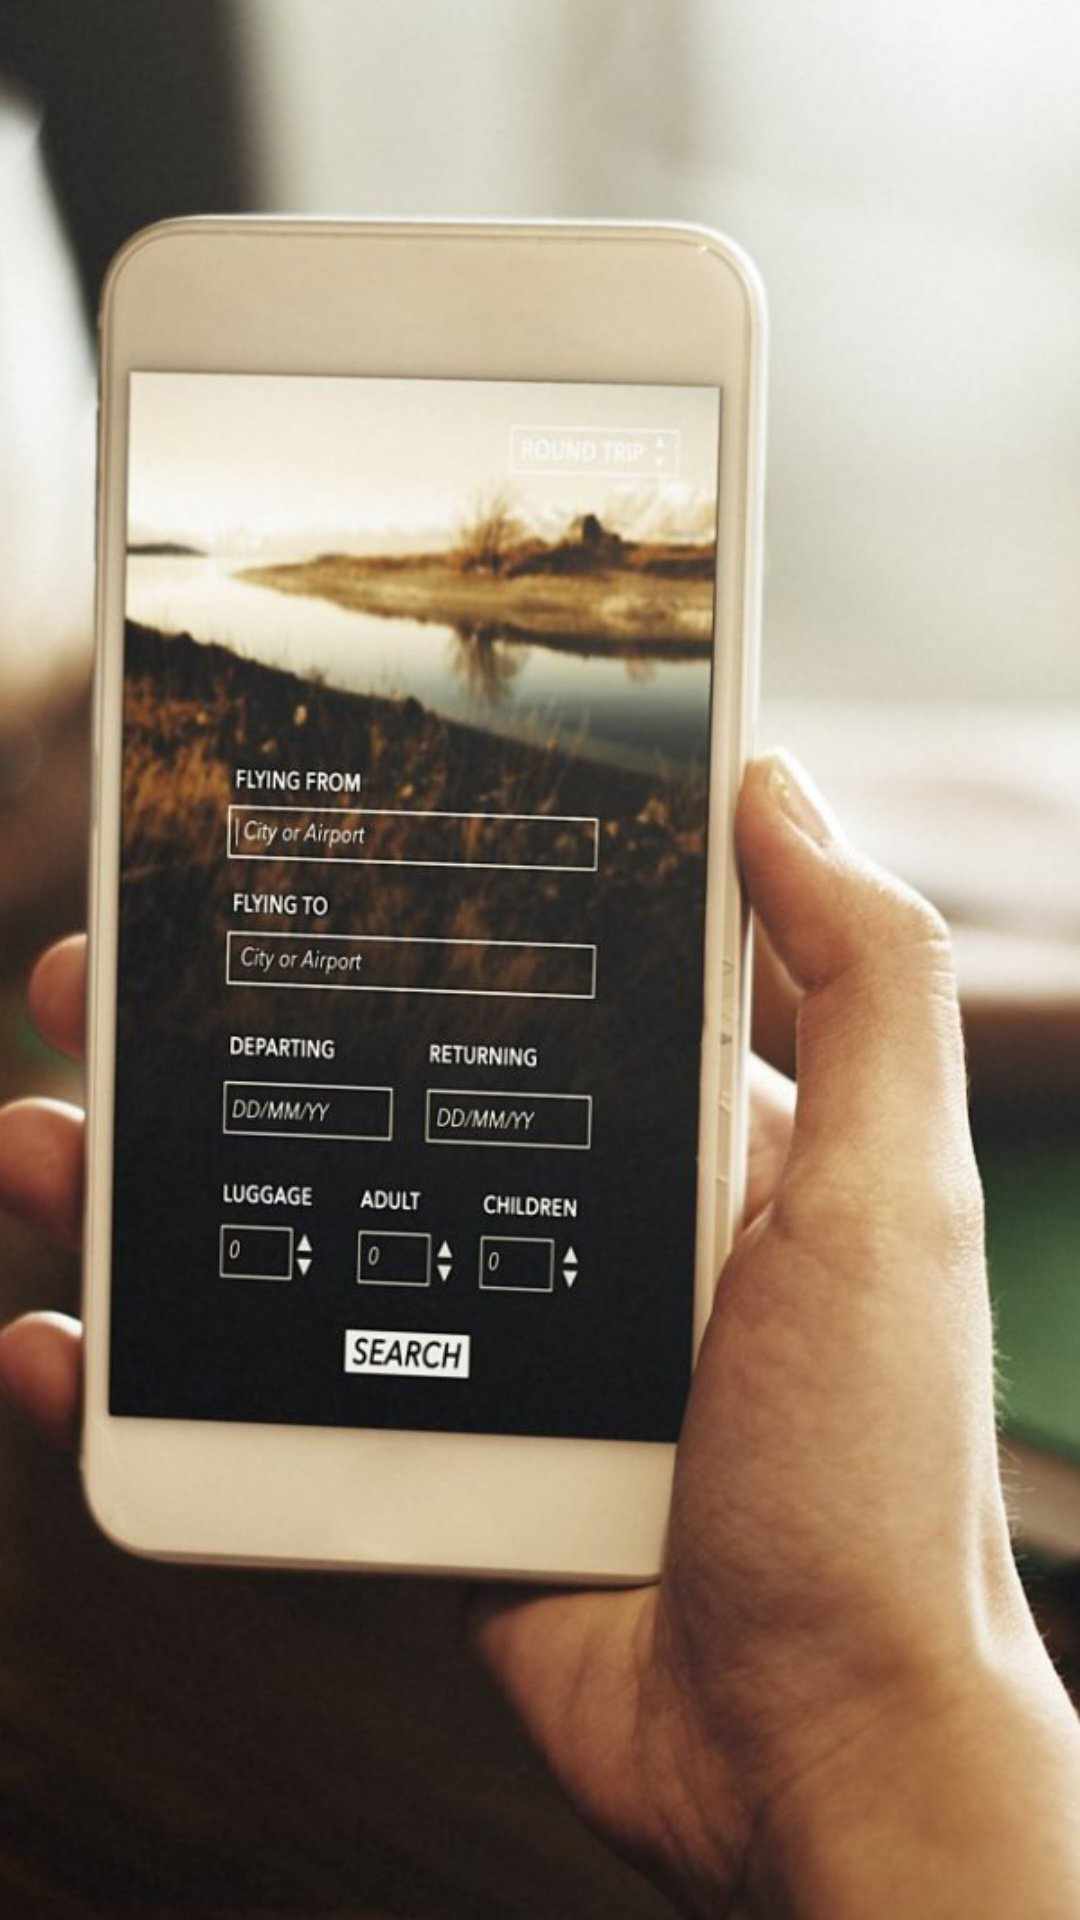 ROUND TRIP
FLYING FROM
City or Airport
FLYING TO
City or Airport
DEPARTING RETURNING
DD/MM/YY DD/MM/YY
LUGGAGE ADULT CHILDREN
0 0 0
SEARCH